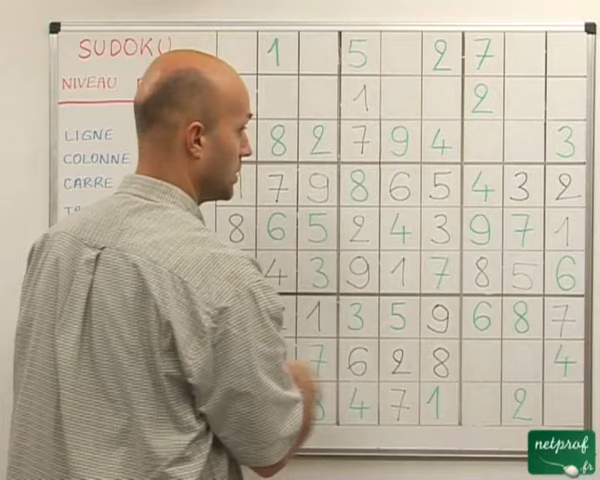 SUDOKU
NIVEAU
LIGNE
COLONNE
CARRE
1 5 2 7
1 2
8 2 7 9 4 3
7 9 8 6 5 4 3 2
8 6 5 2 4 3 9 7 1
4 3 9 1 7 8 5 6
1 3 5 9 6 8 7
7 6 2 8 4
4 7 1 2
netprof
.fr